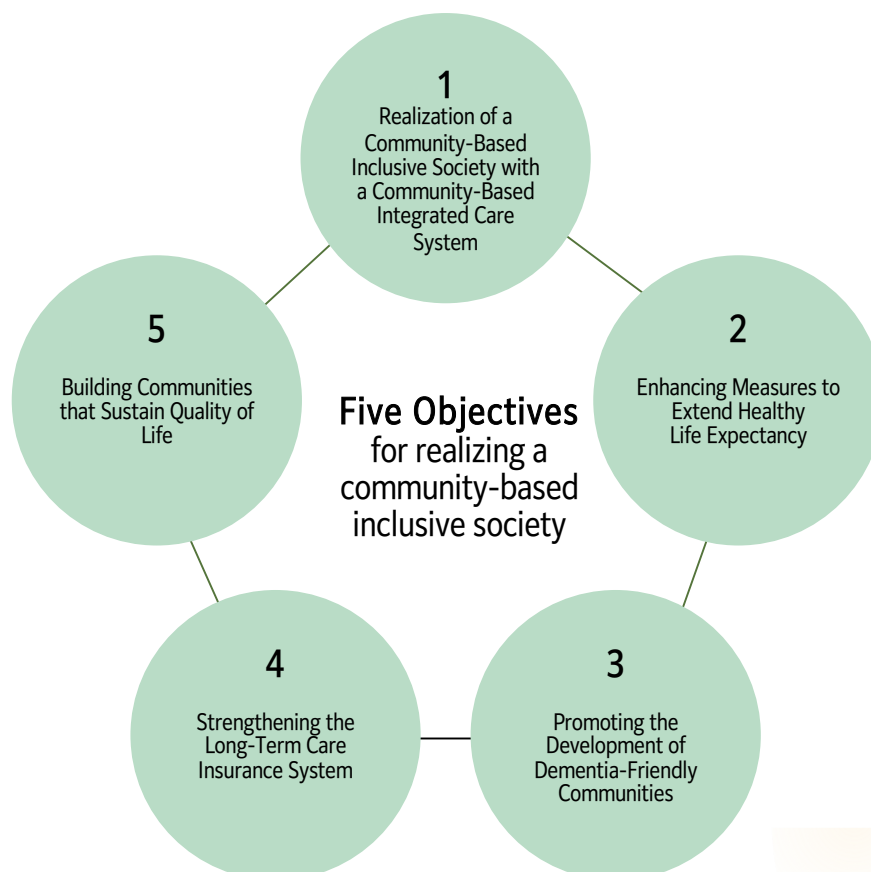 1
Realization of a
Community-Based
Inclusive Society with
a Community-Based
Integrated Care
System
2
Enhancing Measures to
Extend Healthy
Life Expectancy
3
Promoting the
Development of
Dementia-Friendly
Communities
4
Strengthening the
Long-Term Care
Insurance System
5
Building Communities
that Sustain Quality of
Life
Five Objectives
for realizing a
community-based
inclusive society